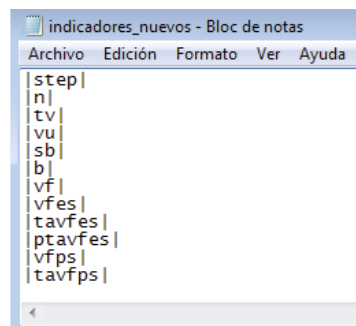 indicadores_nuevos - Bloc de notas
Archivo Edición Formato Ver Ayuda
|step|
|n|
|tv|
|vu|
|sb|
|b|
|vf|
|vfes|
|tavfes|
|ptavfes|
|vfps|
|tavfps|